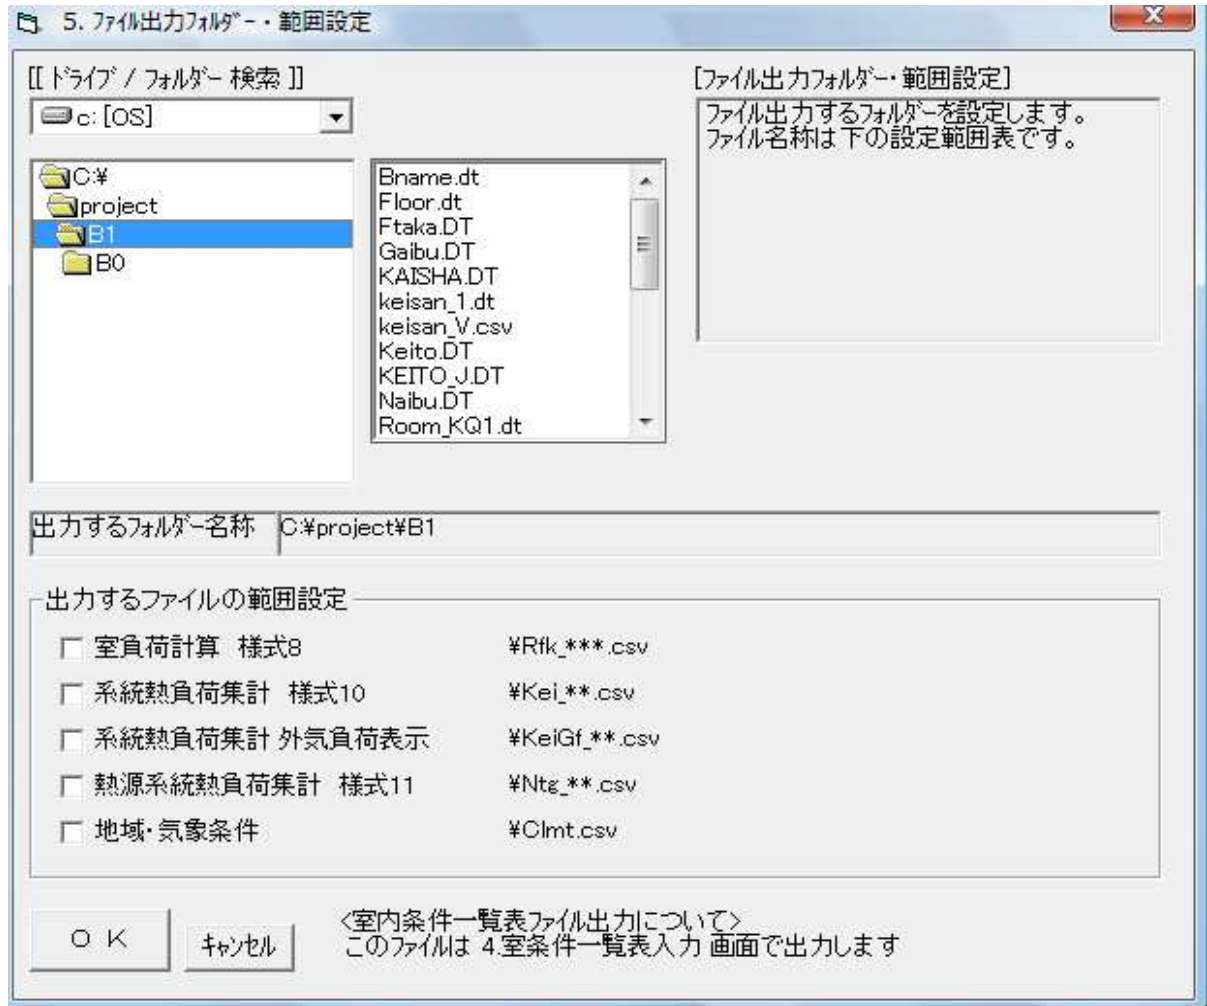 5. ﾌｧｲﾙ出力ﾌｫﾙﾀﾞｰ・範囲設定
[[ ﾄﾞﾗｲﾌﾞ / フォルダー 検索 ]]
c: [OS]
C:¥
project
B1
B0
Bname.dt
Floor.dt
Ftaka.DT
Gaibu.DT
KAISHA.DT
keisan_1.dt
keisan_V.csv
Keito.DT
KEITO_J.DT
Naibu.DT
Room_KQ1.dt
[ファイル出力フォルダー・範囲設定]
ファイル出力するフォルダーを設定します。
ファイル名称は下の設定範囲表です。
出力するフォルダー名称 C:¥project¥B1
出力するファイルの範囲設定
室負荷計算 様式8 ¥Rfk_***.csv
系統熱負荷集計 様式10 ¥Kei_**.csv
系統熱負荷集計 外気負荷表示 ¥KeiGf_**.csv
熱源系統熱負荷集計 様式11 ¥Ntg_**.csv
地域・気象条件 ¥Clmt.csv
ＯＫ
ｷｬﾝｾﾙ
<室内条件一覧表ファイル出力について>
このファイルは 4.室条件一覧表入力 画面で出力します